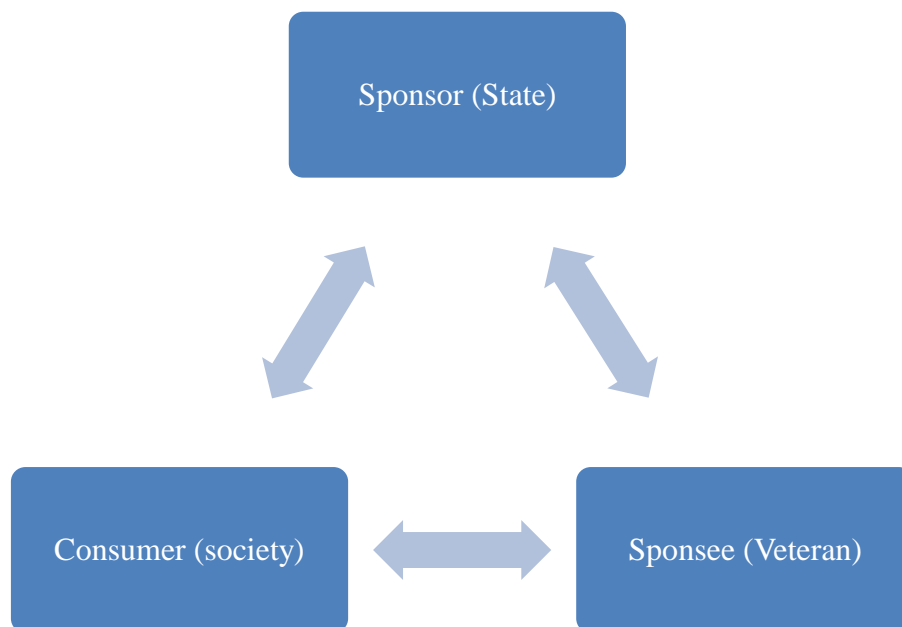 Sponsor (State)
Consumer (society)
Sponsee (Veteran)